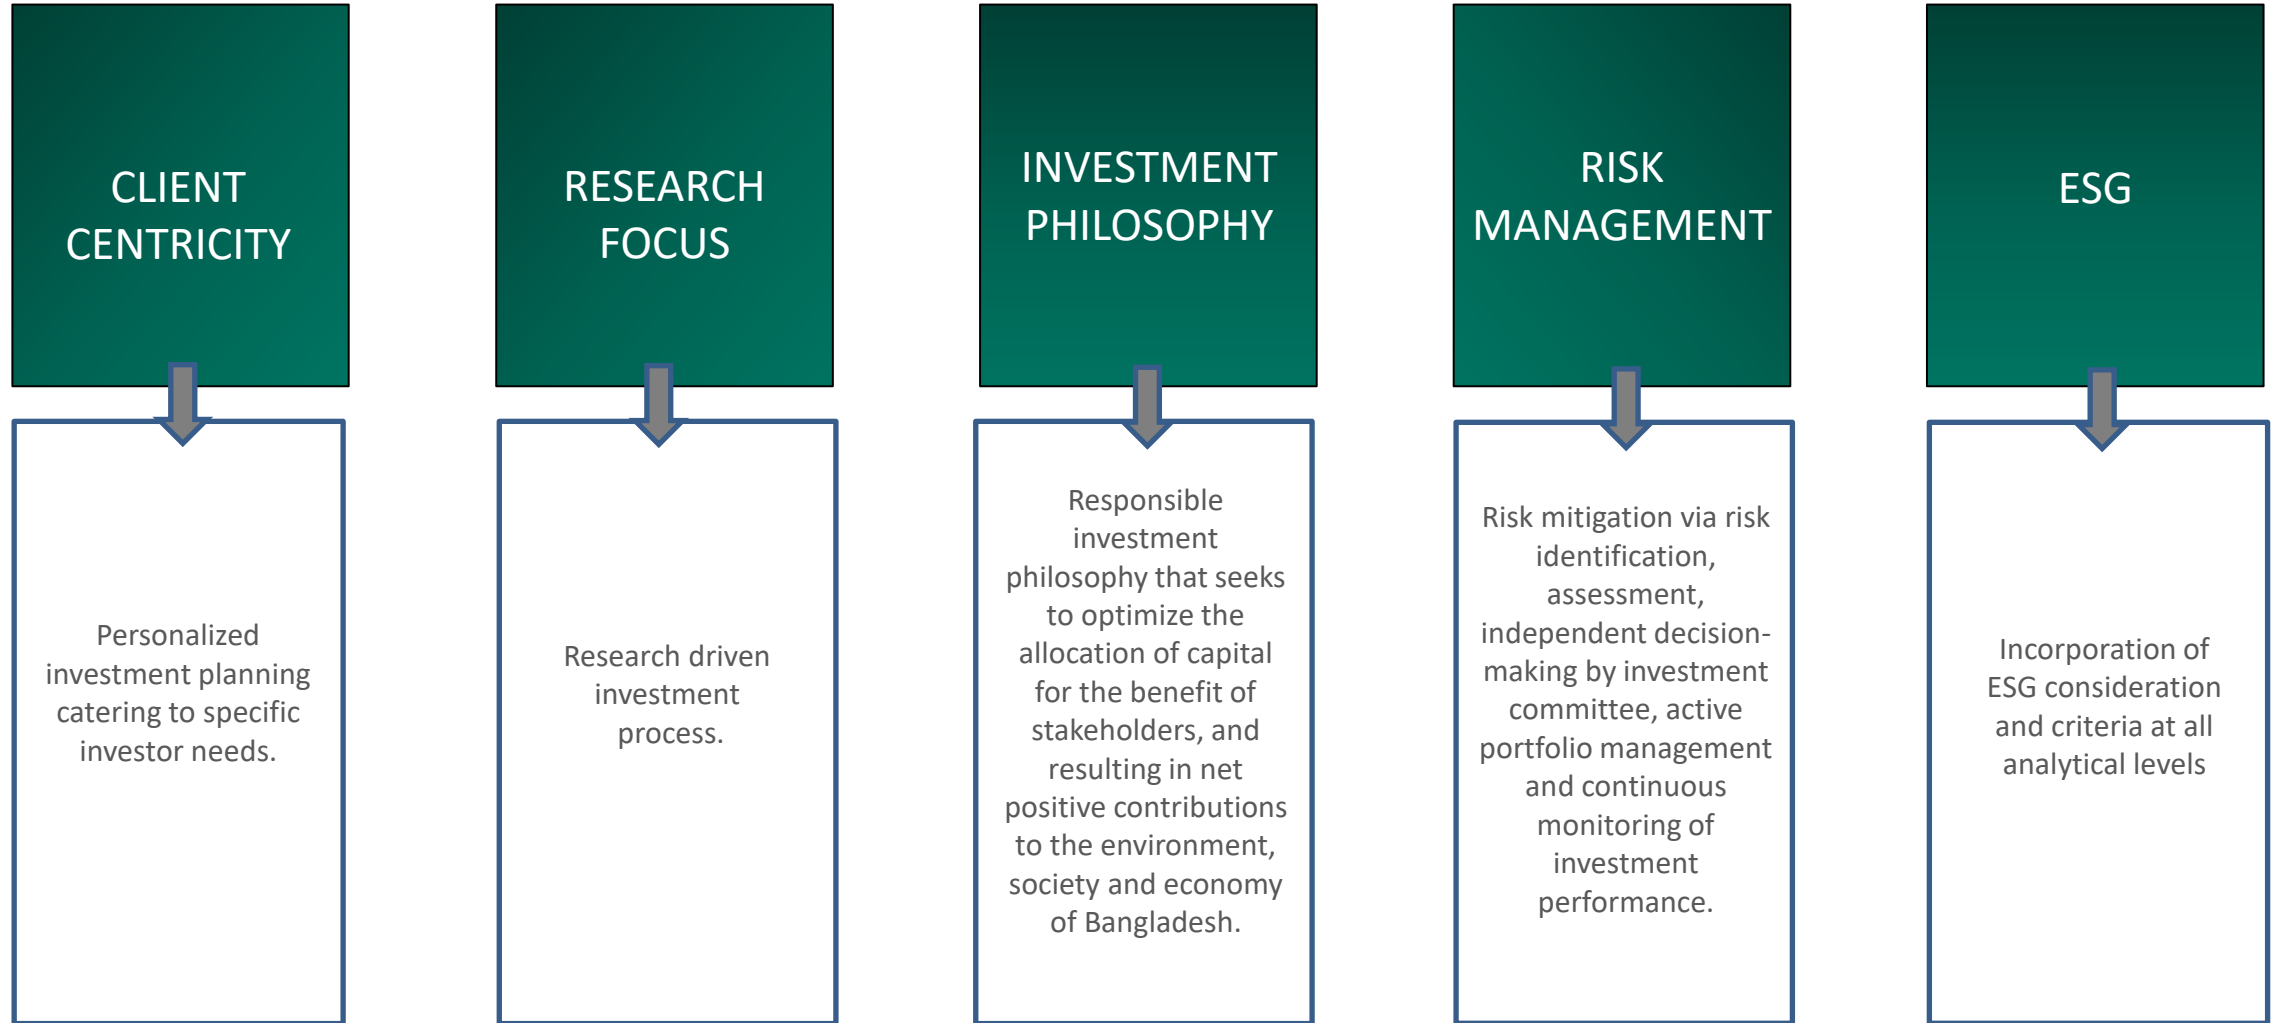 CLIENT
CENTRICITY
RESEARCH
FOCUS
INVESTMENT
PHILOSOPHY
RISK
MANAGEMENT
ESG
Personalized
investment planning
catering to specific
investor needs.
Research driven
investment
process.
Responsible
investment
philosophy that seeks
to optimize the
allocation of capital
for the benefit of
stakeholders, and
resulting in net
positive contributions
to the environment,
society and economy
of Bangladesh.
Risk mitigation via risk
identification,
assessment,
independent decision-
making by investment
committee, active
portfolio management
and continuous
monitoring of
investment
performance.
Incorporation of
ESG consideration
and criteria at all
analytical levels